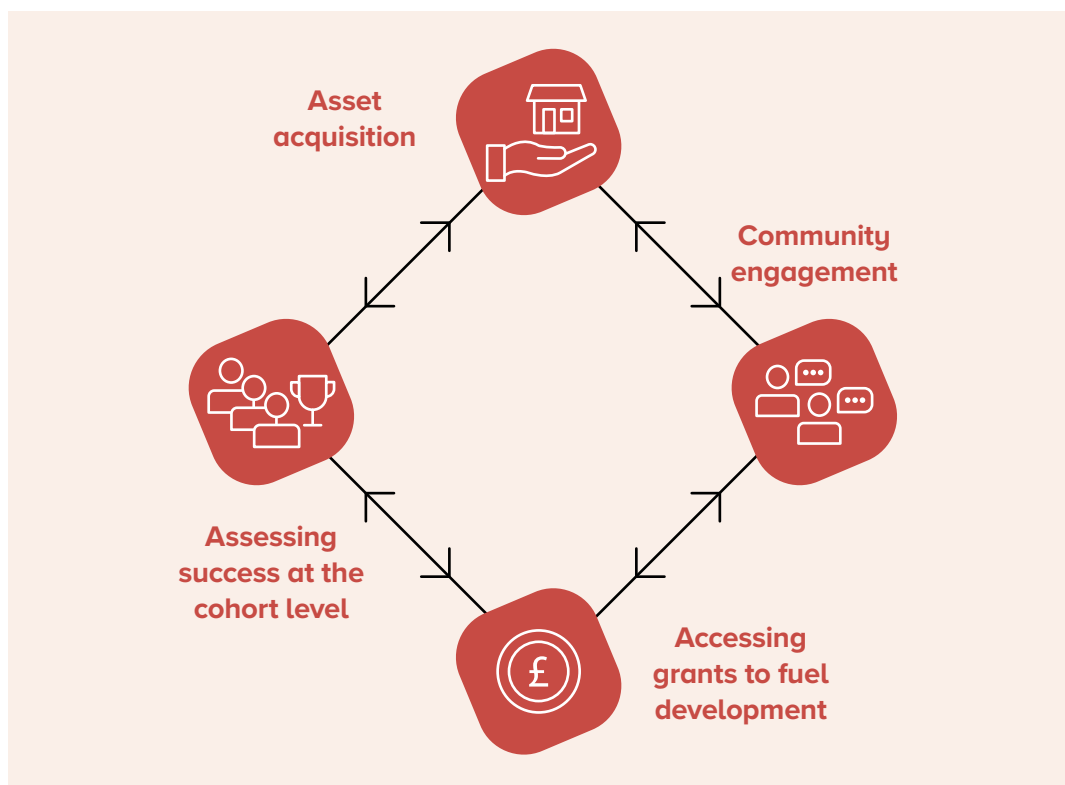 Asset
acquisition
Community
engagement
Assessing
success at the
cohort level
£
Accessing
grants to fuel
development